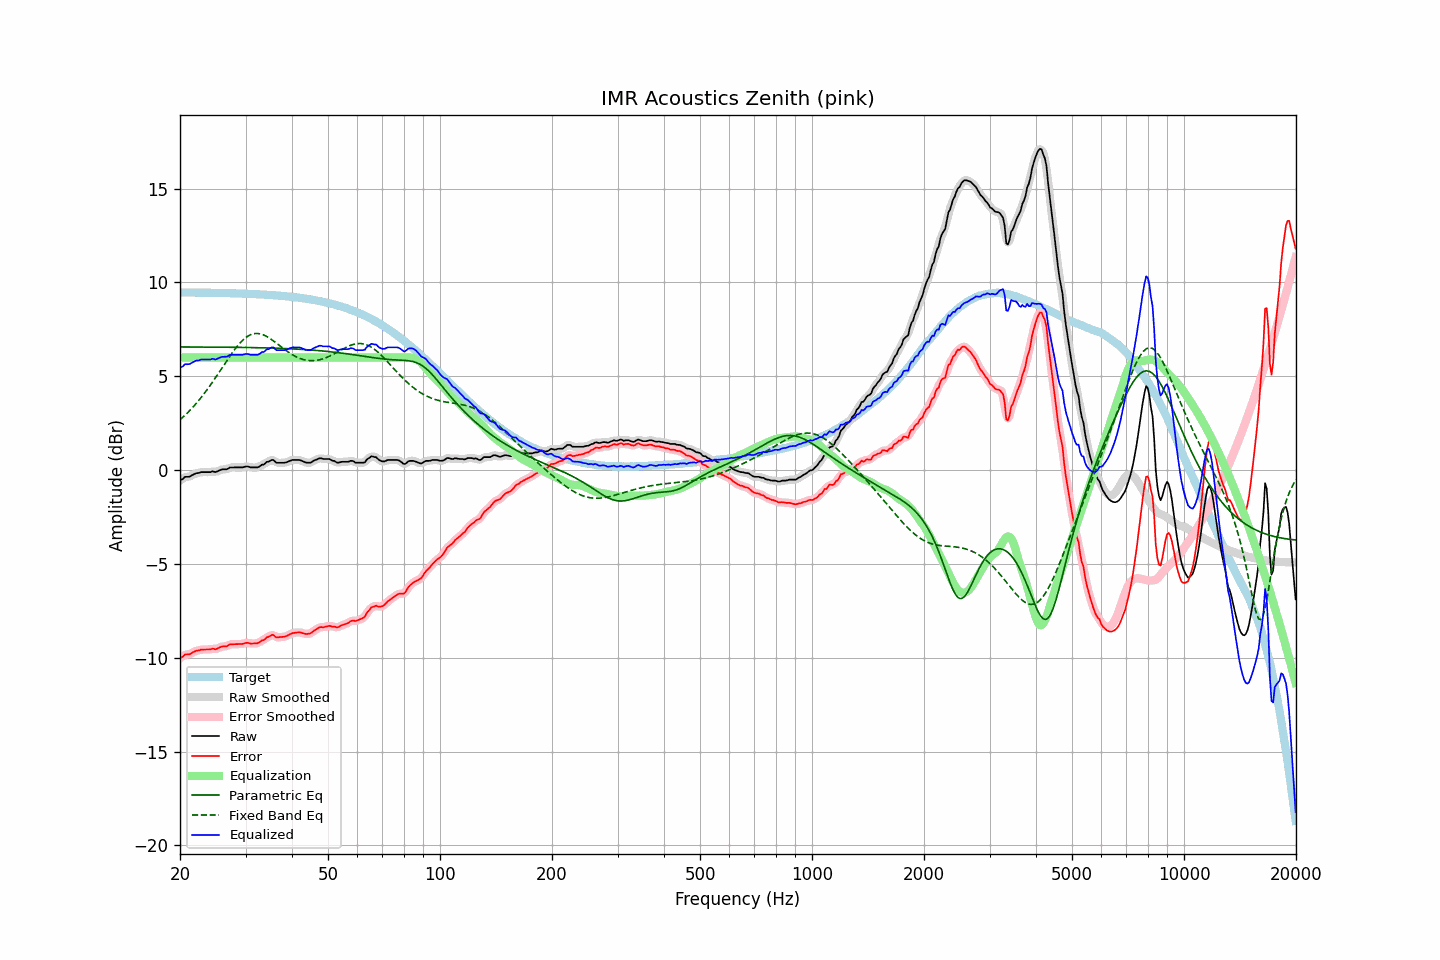 IMR Acoustics Zenith (pink)
Amplitude (dBr)
15
10
5
0
−5
−10
−15
−20
Target
Raw Smoothed
Error Smoothed
Raw
Error
Equalization
Parametric Eq
Fixed Band Eq
Equalized
20 50 100 200 500 1000 2000 5000 10000 20000
Frequency (Hz)